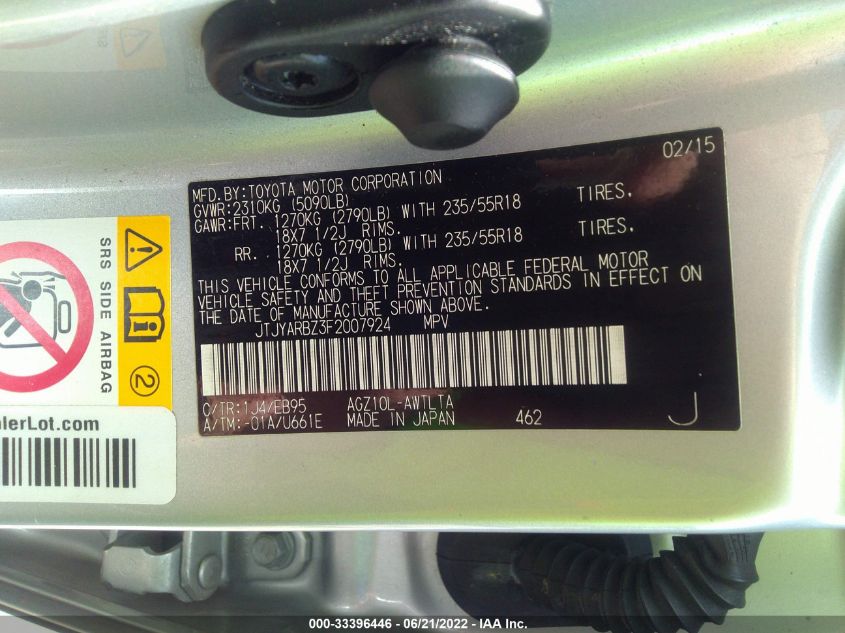 02/15
MFD.BY:TOYOTA MOTOR CORPORATION
GVWR:2310KG (5090LB)
GAWR:FRT. 1270KG (2790LB) WITH 235/55R18 TIRES.
18X7 1/2J RIMS.
RR. 1270KG (2790LB) WITH 235/55R18 TIRES.
18X7 1/2J RIMS.
THIS VEHICLE CONFORMS TO ALL APPLICABLE FEDERAL MOTOR
VEHICLE SAFETY AND THEFT PREVENTION STANDARDS IN EFFECT ON
THE DATE OF MANUFACTURE SHOWN ABOVE.
JTJYARBZ3F2007924 MPV
C/TR:1J4/EB95 AGZ10L-AWTLTA
A/TM:-01A/U661E MADE IN JAPAN 462 J
SRS SIDE AIRBAG
2
alerLot.com
000-33396446 - 06/21/2022 - IAA Inc.